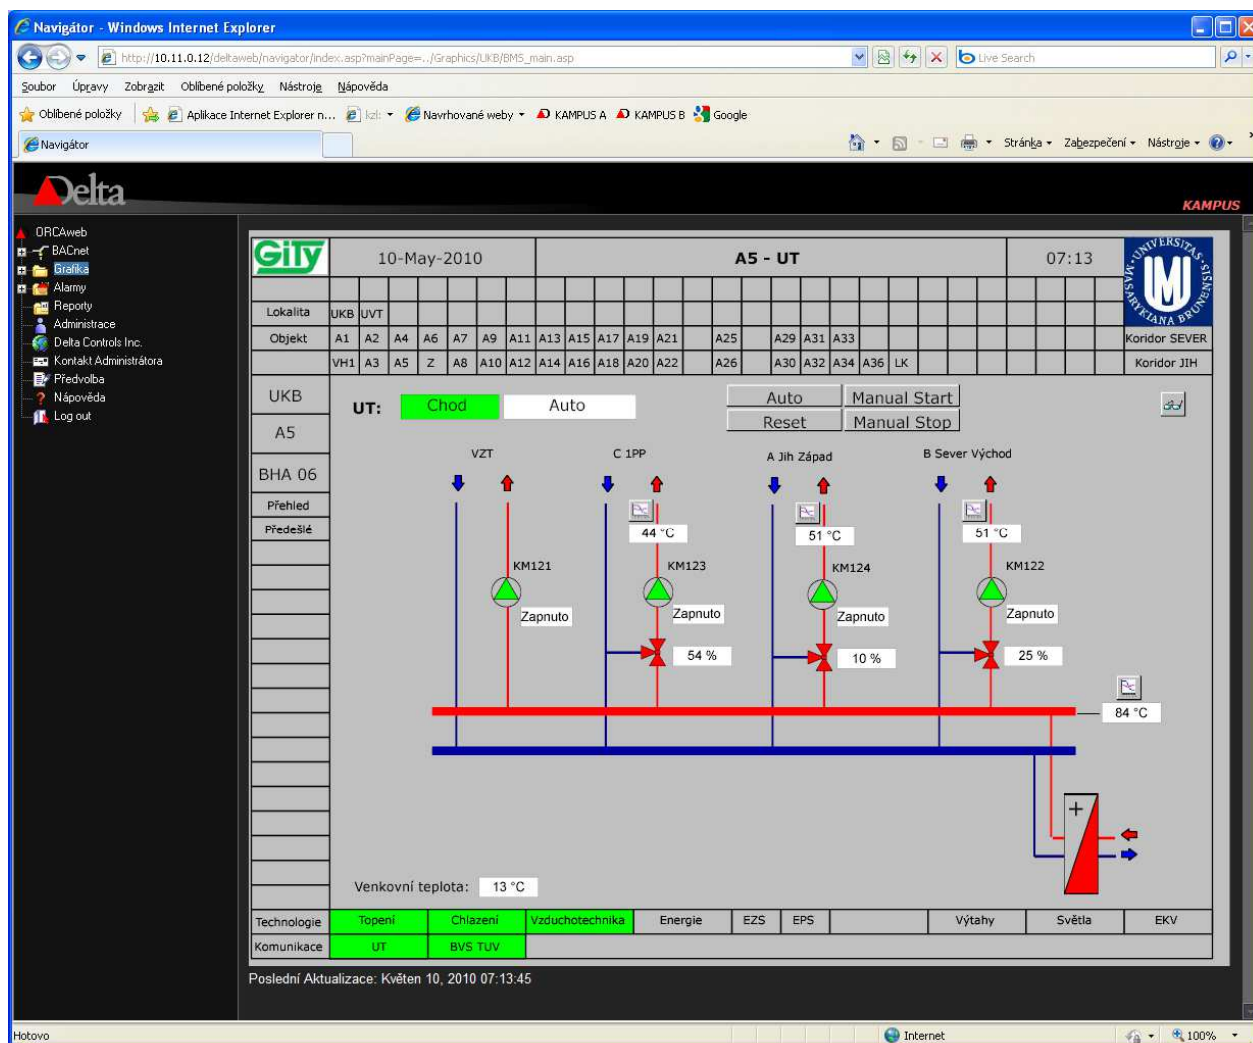 Navigátor - Windows Internet Explorer
http://10.11.0.12/deltaweb/navigator/index.asp?mainPage=../Graphics/UKB/BMS_main.asp
Live Search
Soubor Úpravy Zobrazit Oblíbené položky Nástroje Nápověda
Oblíbené položky Aplikace Internet Explorer n... kzl: Navrhované weby KAMPUS A KAMPUS B Google
Navigátor Stránka Zabezpečení Nástroje
Delta
KAMPUS
ORCAweb
BACnet
Grafika
Alarmy
Reporty
Administrace
Delta Controls Inc.
Kontakt Administrátora
Předvolba
Nápověda
Log out
GiTy 10-May-2010 A5 - UT 07:13
UNIVERSITAS MASARYKIANA BRUNENSIS
Lokalita UKB UVT
Objekt A1 A2 A4 A6 A7 A9 A11 A13 A15 A17 A19 A21 A25 A29 A31 A33 Koridor SEVER
VH1 A3 A5 Z A8 A10 A12 A14 A16 A18 A20 A22 A26 A30 A32 A34 A36 LK Koridor JIH
UKB
A5
BHA 06
Přehled
Předešlé
UT: Chod Auto Auto Manual Start
Reset Manual Stop
VZT C 1PP A Jih Západ B Sever Východ
44 °C 51 °C 51 °C
KM121 KM123 KM124 KM122
Zapnuto Zapnuto Zapnuto Zapnuto
54 % 10 % 25 %
84 °C
+
Venkovní teplota: 13 °C
Technologie Topení Chlazení Vzduchotechnika Energie EZS EPS Výtahy Světla EKV
Komunikace UT BVS TUV
Poslední Aktualizace: Květen 10, 2010 07:13:45
Hotovo Internet 100%